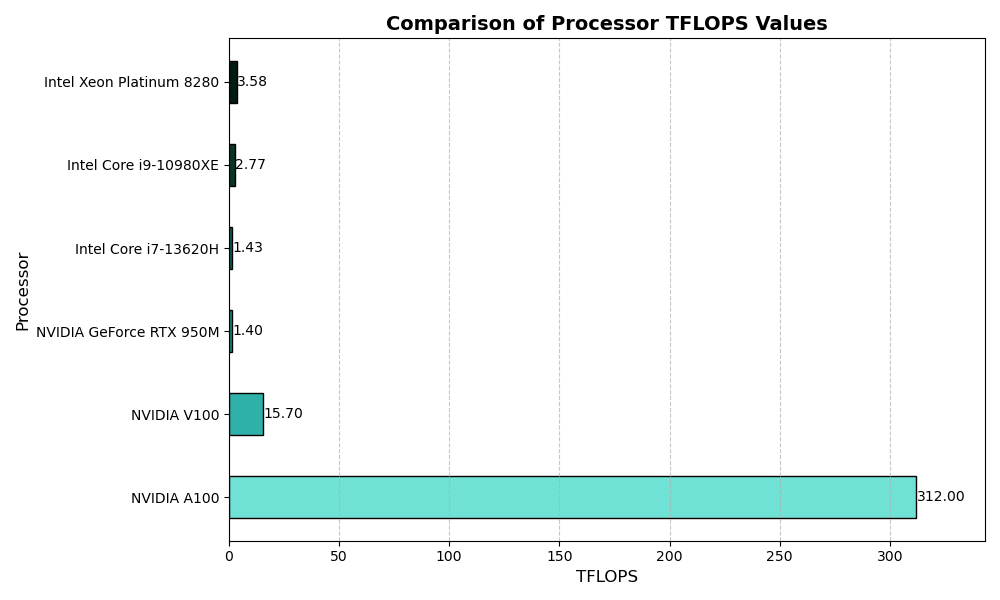 Comparison of Processor TFLOPS Values
Intel Xeon Platinum 8280
3.58
Intel Core i9-10980XE
2.77
Intel Core i7-13620H
1.43
NVIDIA GeForce RTX 950M
1.40
NVIDIA V100
15.70
NVIDIA A100
312.00
Processor
0 50 100 150 200 250 300
TFLOPS